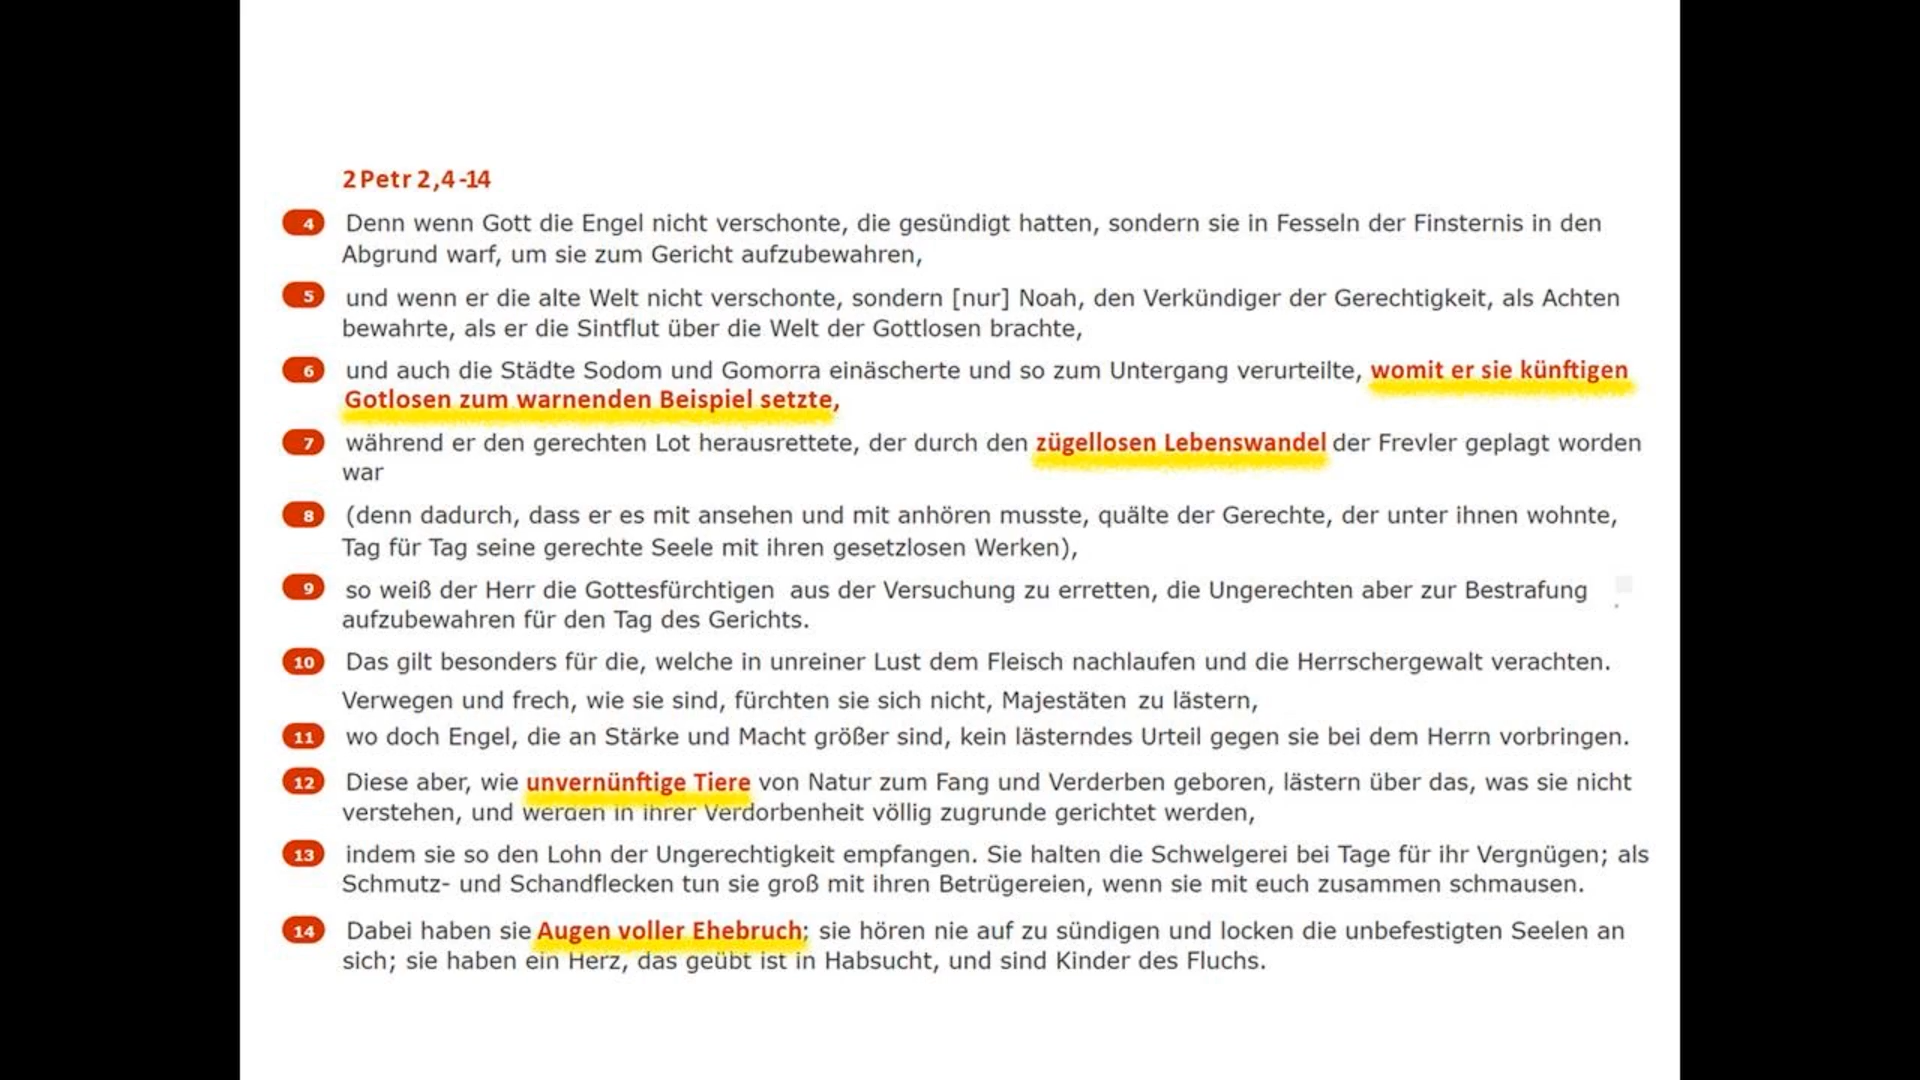 2Petr 2,4-14
4 Denn wenn Gott die Engel nicht verschonte, die gesündigt hatten, sondern sie in Fesseln der Finsternis in den
Abgrund warf, um sie zum Gericht aufzubewahren,
5 und wenn er die alte Welt nicht verschonte, sondern [nur] Noah, den Verkündiger der Gerechtigkeit, als Achten
bewahrte, als er die Sintflut über die Welt der Gottlosen brachte,
6 und auch die Städte Sodom und Gomorra einäscherte und so zum Untergang verurteilte, womit er sie künftigen
Gotlosen zum warnenden Beispiel setzte,
7 während er den gerechten Lot herausrettete, der durch den zügellosen Lebenswandel der Frevler geplagt worden
war
8 (denn dadurch, dass er es mit ansehen und mit anhören musste, quälte der Gerechte, der unter ihnen wohnte,
Tag für Tag seine gerechte Seele mit ihren gesetzlosen Werken),
9 so weiß der Herr die Gottesfürchtigen aus der Versuchung zu erretten, die Ungerechten aber zur Bestrafung
aufzubewahren für den Tag des Gerichts.
10 Das gilt besonders für die, welche in unreiner Lust dem Fleisch nachlaufen und die Herrschergewalt verachten.
Verwegen und frech, wie sie sind, fürchten sie sich nicht, Majestäten zu lästern,
11 wo doch Engel, die an Stärke und Macht größer sind, kein lästerndes Urteil gegen sie bei dem Herrn vorbringen.
12 Diese aber, wie unvernünftige Tiere von Natur zum Fang und Verderben geboren, lästern über das, was sie nicht
verstehen, und werden in ihrer Verdorbenheit völlig zugrunde gerichtet werden,
13 indem sie so den Lohn der Ungerechtigkeit empfangen. Sie halten die Schwelgerei bei Tage für ihr Vergnügen; als
Schmutz- und Schandflecken tun sie groß mit ihren Betrügereien, wenn sie mit euch zusammen schmausen.
14 Dabei haben sie Augen voller Ehebruch; sie hören nie auf zu sündigen und locken die unbefestigten Seelen an
sich; sie haben ein Herz, das geübt ist in Habsucht, und sind Kinder des Fluchs.